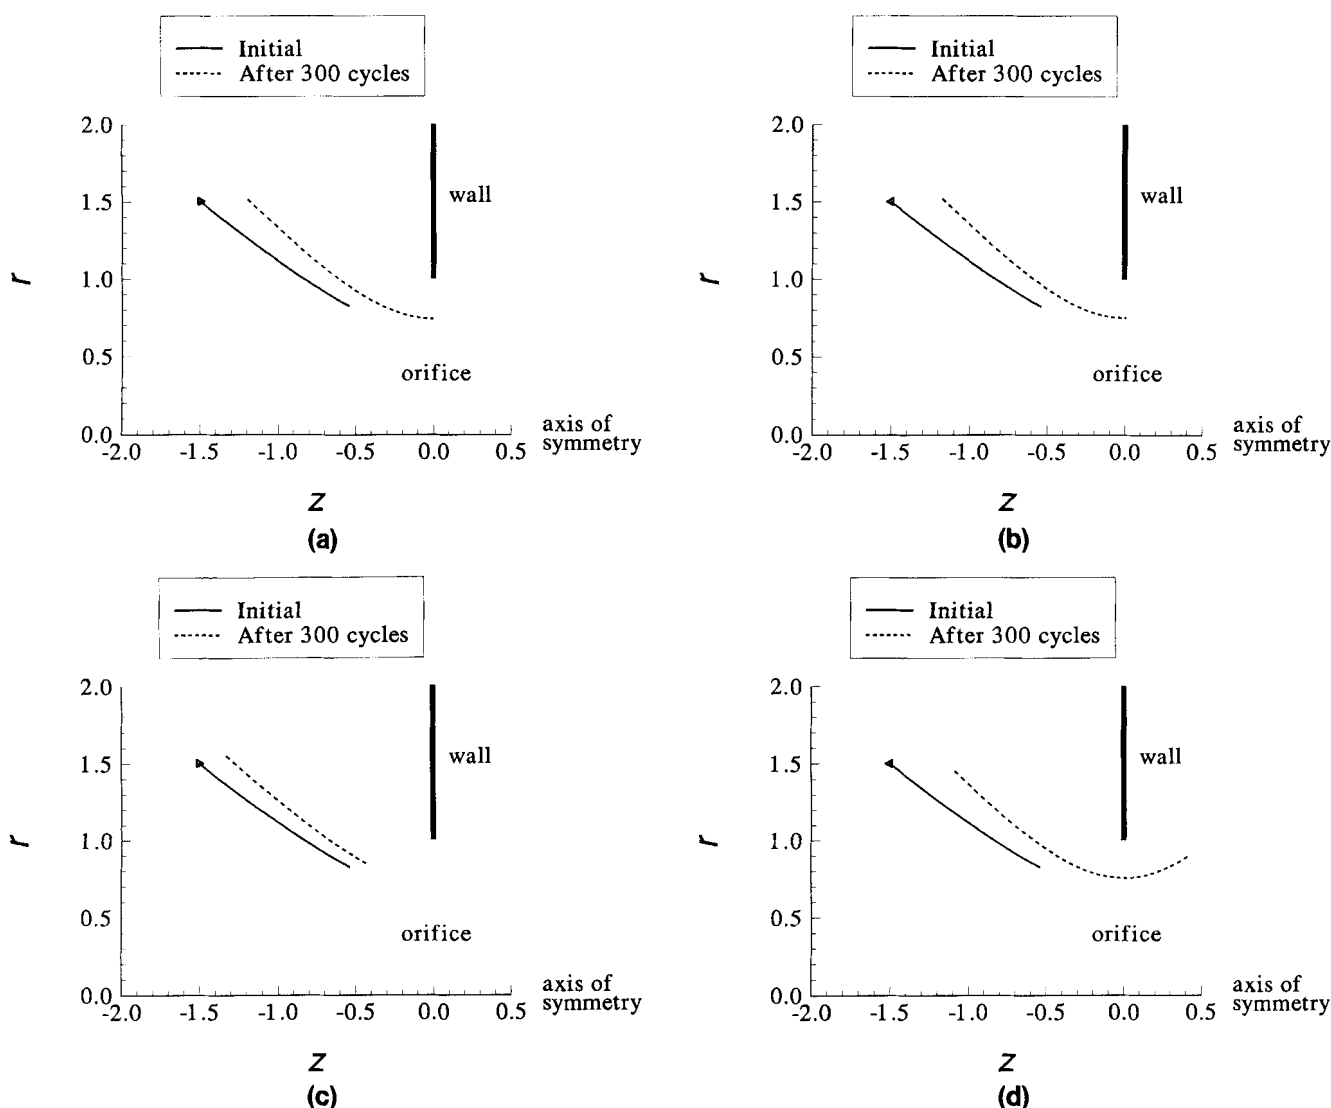 Initial
After 300 cycles
2.0
1.5
1.0
0.5
0.0
r
wall
orifice
axis of
symmetry
-2.0 -1.5 -1.0 -0.5 0.0 0.5
z
(a)
Initial
After 300 cycles
2.0
1.5
1.0
0.5
0.0
r
wall
orifice
axis of
symmetry
-2.0 -1.5 -1.0 -0.5 0.0 0.5
z
(b)
Initial
After 300 cycles
2.0
1.5
1.0
0.5
0.0
r
wall
orifice
axis of
symmetry
-2.0 -1.5 -1.0 -0.5 0.0 0.5
z
(c)
Initial
After 300 cycles
2.0
1.5
1.0
0.5
0.0
r
wall
orifice
axis of
symmetry
-2.0 -1.5 -1.0 -0.5 0.0 0.5
z
(d)